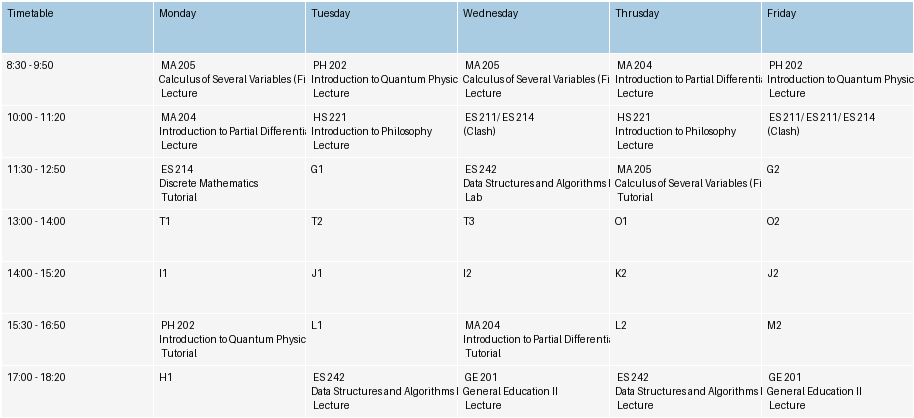 Timetable Monday Tuesday Wednesday Thrusday Friday
8:30 - 9:50 MA 205 PH 202 MA 205 MA 204 PH 202
Calculus of Several Variables (Fi Introduction to Quantum Physic Calculus of Several Variables (Fi Introduction to Partial Differentia Introduction to Quantum Physic
Lecture Lecture Lecture Lecture Lecture
10:00 - 11:20 MA 204 HS 221 ES 211/ ES 214 HS 221 ES 211/ ES 211/ ES 214
Introduction to Partial Differentia Introduction to Philosophy (Clash) Introduction to Philosophy (Clash)
Lecture Lecture Lecture
11:30 - 12:50 ES 214 G1 ES 242 MA 205 G2
Discrete Mathematics Data Structures and Algorithms I Calculus of Several Variables (Fi
Tutorial Lab Tutorial
13:00 - 14:00 T1 T2 T3 O1 O2
14:00 - 15:20 I1 J1 I2 K2 J2
15:30 - 16:50 PH 202 L1 MA 204 L2 M2
Introduction to Quantum Physic Introduction to Partial Differentia
Tutorial Tutorial
17:00 - 18:20 H1 ES 242 GE 201 ES 242 GE 201
Data Structures and Algorithms I General Education II Data Structures and Algorithms I General Education II
Lecture Lecture Lecture Lecture